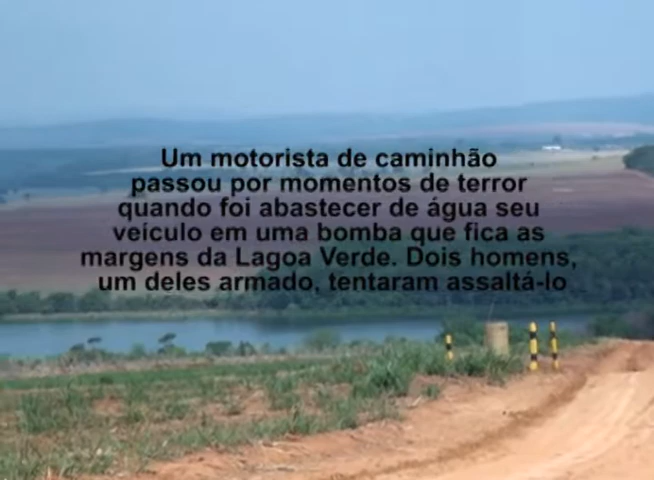 Um motorista de caminhão
passou por momentos de terror
quando foi abastecer de água seu
veículo em uma bomba que fica as
margens da Lagoa Verde. Dois homens,
um deles armado, tentaram assaltá-lo